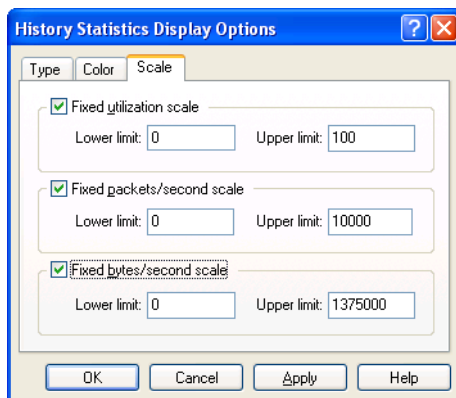 History Statistics Display Options
Type Color Scale
Fixed utilization scale
Lower limit: 0 Upper limit: 100
Fixed packets/second scale
Lower limit: 0 Upper limit: 10000
Fixed bytes/second scale
Lower limit: 0 Upper limit: 1375000
OK Cancel Apply Help